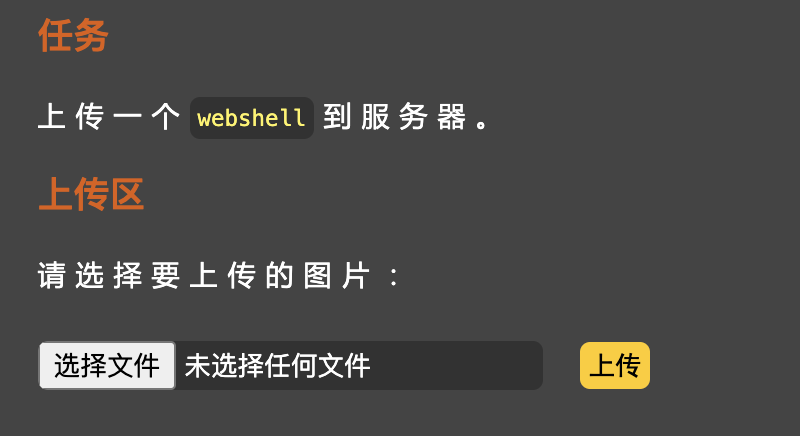 任务
上传一个 webshell 到服务器。
上传区
请选择要上传的图片：
选择文件 未选择任何文件 上传